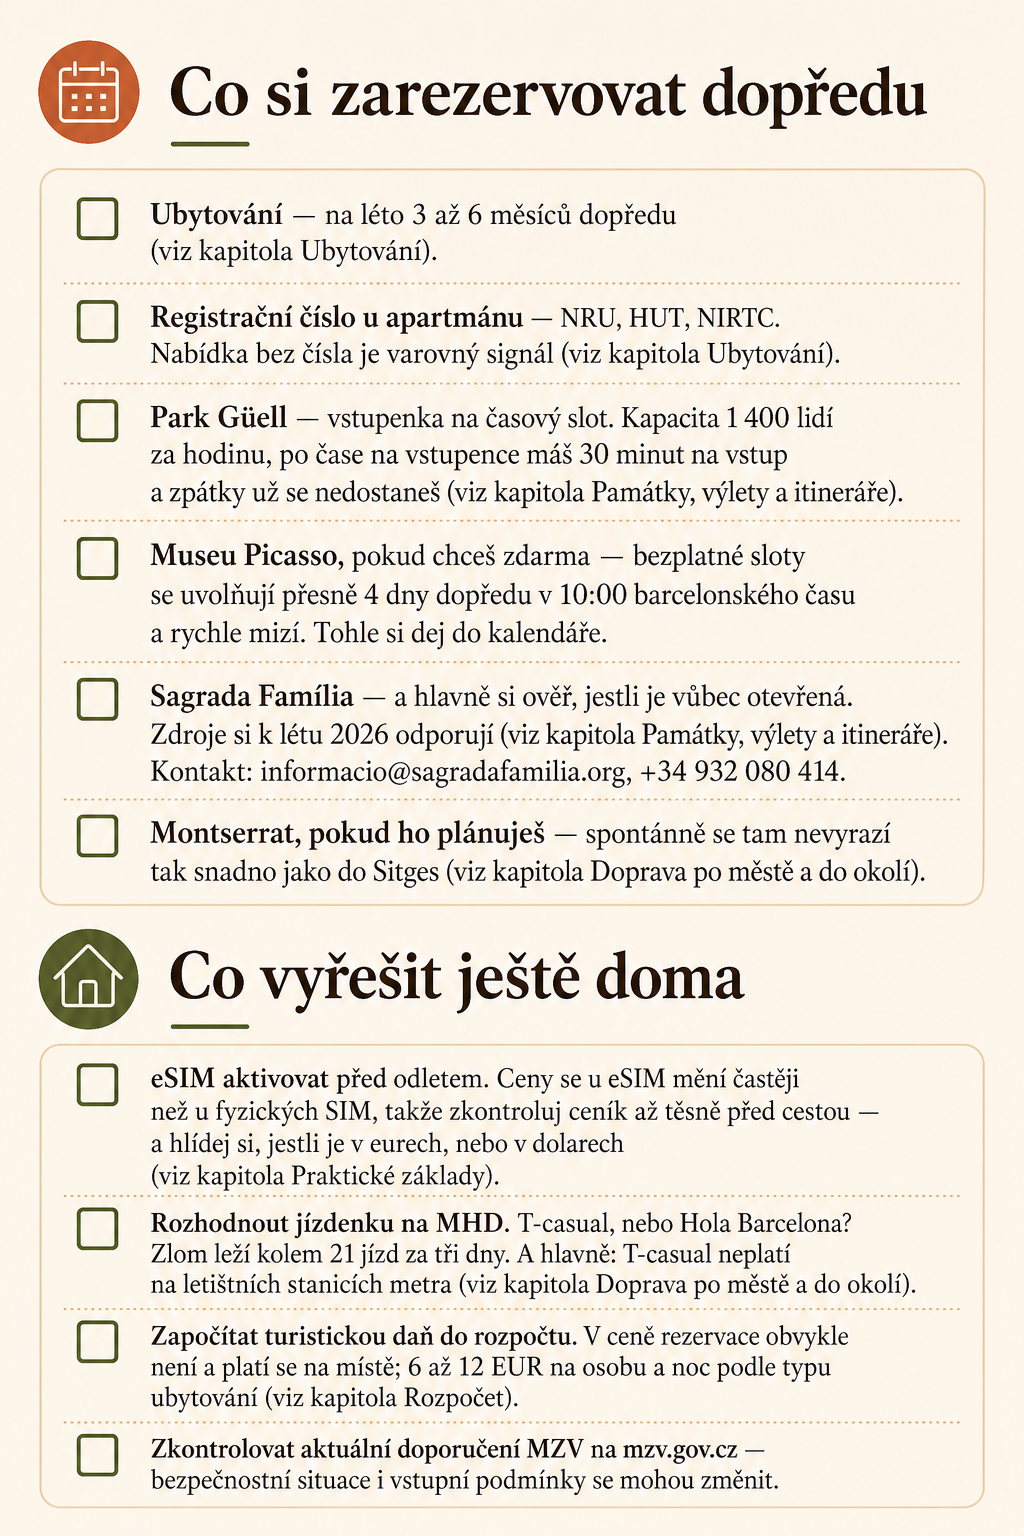 Co si zarezervovat dopředu
Ubytování — na léto 3 až 6 měsíců dopředu
(viz kapitola Ubytování).
Registrační číslo u apartmánu — NRU, HUT, NIRTC.
Nabídka bez čísla je varovný signál (viz kapitola Ubytování).
Park Güell — vstupenka na časový slot. Kapacita 1 400 lidí
za hodinu, po čase na vstupence máš 30 minut na vstup
a zpátky už se nedostaneš (viz kapitola Památky, výlety a itineráře).
Museu Picasso, pokud chceš zdarma — bezplatné sloty
se uvolňují přesně 4 dny dopředu v 10:00 barcelonského času
a rychle mizí. Tohle si dej do kalendáře.
Sagrada Família — a hlavně si ověř, jestli je vůbec otevřená.
Zdroje si k létu 2026 odporují (viz kapitola Památky, výlety a itineráře).
Kontakt: informacio@sagradafamilia.org, +34 932 080 414.
Montserrat, pokud ho plánuješ — spontánně se tam nevyrazí
tak snadno jako do Sitges (viz kapitola Doprava po městě a do okolí).
Co vyřešit ještě doma
eSIM aktivovat před odletem. Ceny se u eSIM mění častěji
než u fyzických SIM, takže zkontroluj ceník až těsně před cestou —
a hlídej si, jestli je v eurech, nebo v dolarech
(viz kapitola Praktické základy).
Rozhodnout jízdenku na MHD. T-casual, nebo Hola Barcelona?
Zlom leží kolem 21 jízd za tři dny. A hlavně: T-casual neplatí
na letištních stanicích metra (viz kapitola Doprava po městě a do okolí).
Započítat turistickou daň do rozpočtu. V ceně rezervace obvykle
není a platí se na místě; 6 až 12 EUR na osobu a noc podle typu
ubytování (viz kapitola Rozpočet).
Zkontrolovat aktuální doporučení MZV na mzv.gov.cz —
bezpečnostní situace i vstupní podmínky se mohou změnit.